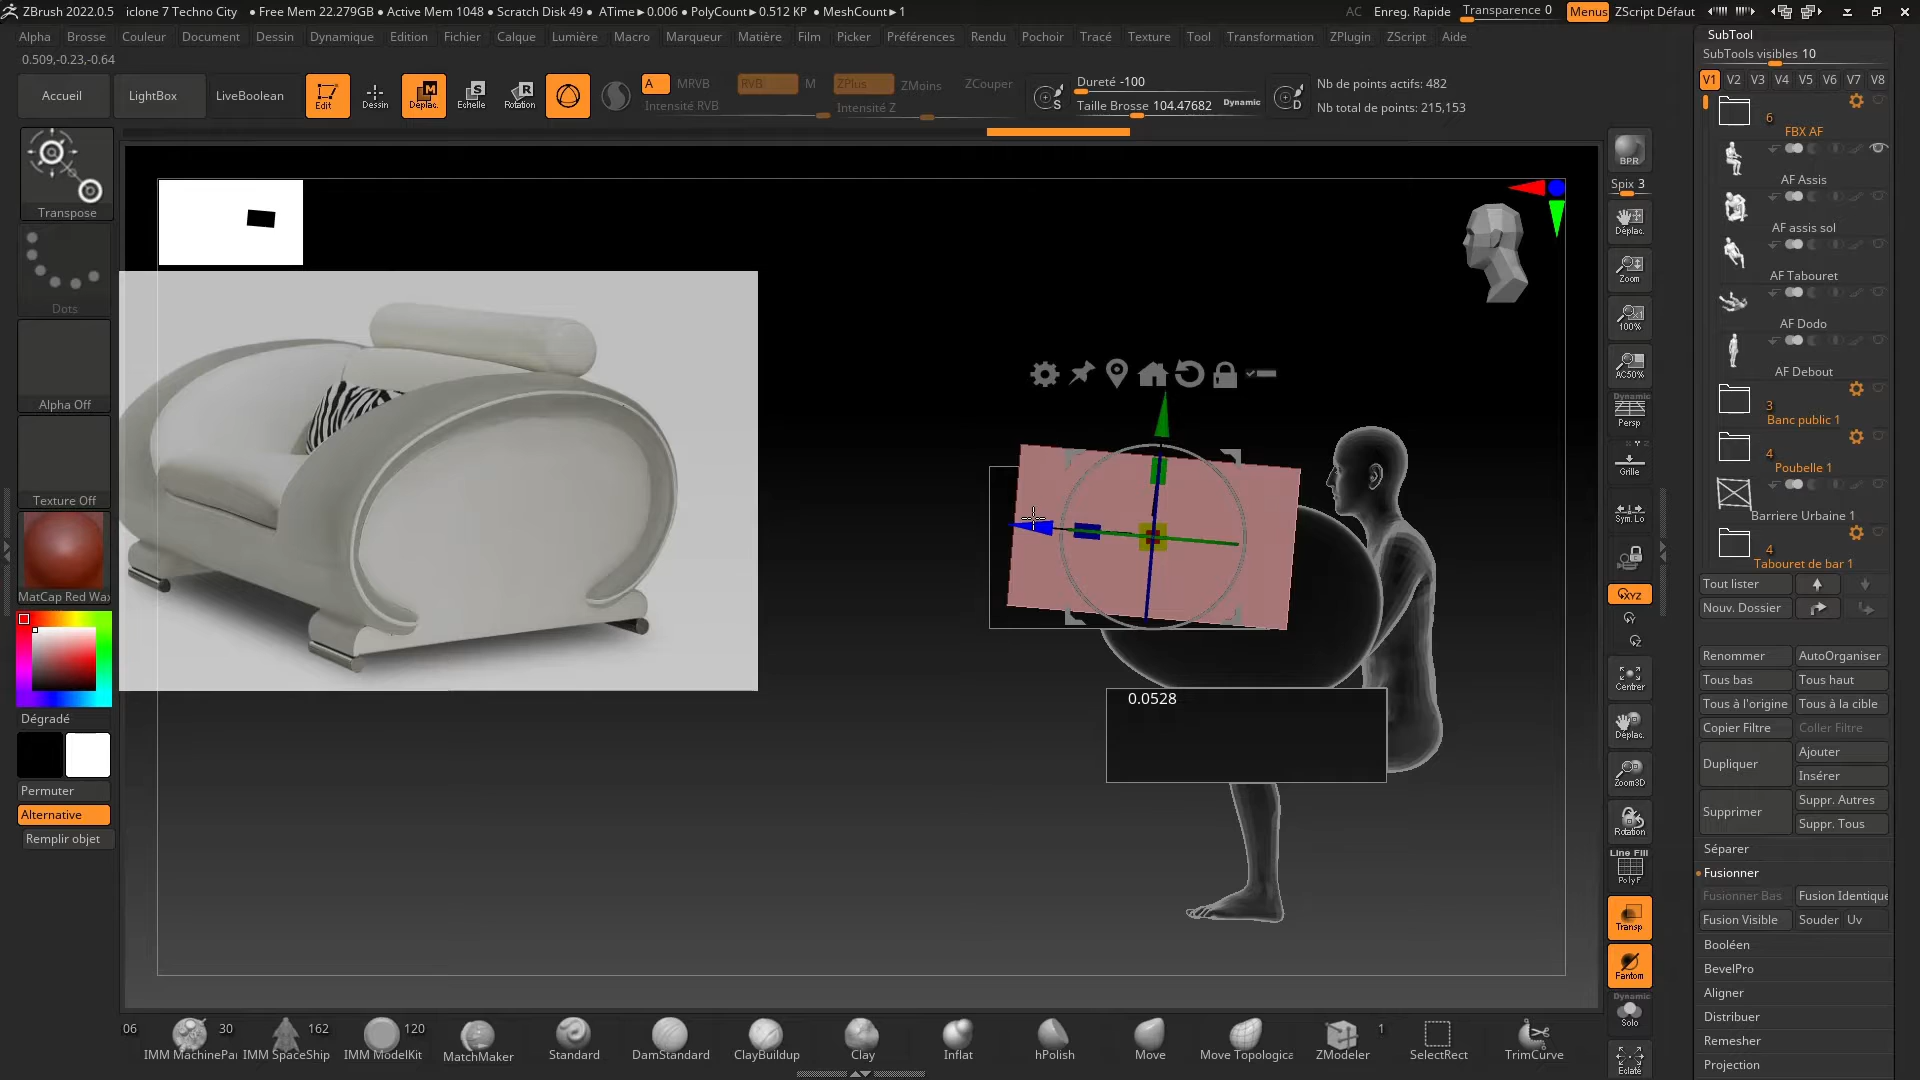 ZBrush 2022.0.5 iclone 7 Techno City ● Free Mem 22.279GB ● Active Mem 1048 ● Scratch Disk 49 ● ATime►0.006 ● PolyCount►0.512 KP ● MeshCount►1 AC Enreg. Rapide Transparence 0 Menus ZScript Défaut
Alpha Brosse Couleur Document Dessin Dynamique Edition Fichier Calque Lumière Macro Marqueur Matière Film Picker Préférences Rendu Pochoir Tracé Texture Tool Transformation ZPlugin ZScript Aide
0.509,-0.23,-0.64
Accueil LightBox LiveBoolean Edit Dessin Déplac. Echelle Rotation
A MRVB RVB M ZPlus ZMoins ZCouper
Intensité RVB Intensité Z
Dureté -100
Taille Brosse 104.47682 Dynamic
S D
Nb de points actifs: 482
Nb total de points: 215,153
Transpose
Dots
Alpha Off
Texture Off
MatCap Red Wax
Dégradé
Permuter
Alternative
Remplir objet
0.0528
BPR
Spix 3
Déplac.
Zoom
100%
AC50%
Dynamic
Persp
Grille
Sym. Lo
XYZ
Y
Z
Centrer
Déplac.
Zoom3D
Rotation
Line Fill
PolyF
Transp
Fantom
Dynamic
Solo
Eclaté
SubTool
SubTools visibles 10
V1 V2 V3 V4 V5 V6 V7 V8
6
FBX AF
AF Assis
AF assis sol
AF Tabouret
AF Dodo
AF Debout
3
Banc public 1
4
Poubelle 1
Barriere Urbaine 1
4
Tabouret de bar 1
Tout lister
Nouv. Dossier
Renommer AutoOrganiser
Tous bas Tous haut
Tous à l'origine Tous à la cible
Copier Filtre Coller Filtre
Dupliquer Ajouter
Insérer
Supprimer Suppr. Autres
Suppr. Tous
Séparer
Fusionner
Fusionner Bas Fusion Identique
Fusion Visible Souder Uv
Booléen
BevelPro
Aligner
Distribuer
Remesher
Projection
06 30 162 120 1
IMM MachinePar IMM SpaceShip IMM ModelKit MatchMaker Standard DamStandard ClayBuildup Clay Inflat hPolish Move Move Topologica ZModeler SelectRect TrimCurve